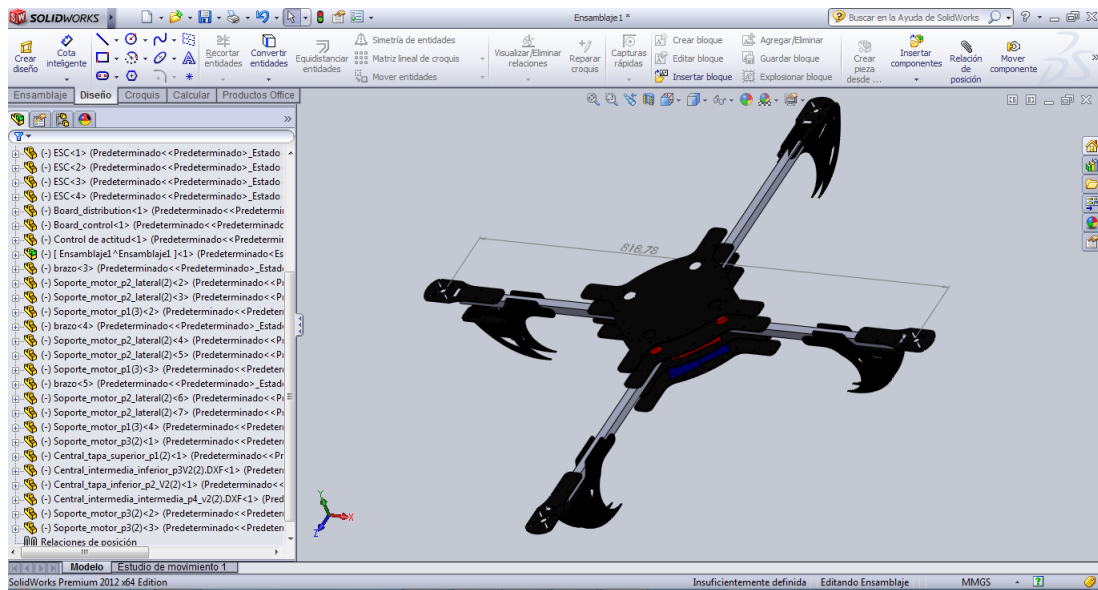 SOLIDWORKS
Ensamblaje1 *
Buscar en la Ayuda de SolidWorks
Crear diseño
Cota inteligente
Recortar entidades
Convertir entidades
Equidistanciar entidades
Simetría de entidades
Matriz lineal de croquis
Mover entidades
Visualizar/Eliminar relaciones
Reparar croquis
Capturas rápidas
Crear bloque
Editar bloque
Insertar bloque
Agregar/Eliminar
Guardar bloque
Explosionar bloque
Crear pieza desde ...
Insertar componentes
Relación de posición
Mover componente
Ensamblaje Diseño Croquis Calcular Productos Office
(-) ESC<1> (Predeterminado<<Predeterminado>_Estado
(-) ESC<2> (Predeterminado<<Predeterminado>_Estado
(-) ESC<3> (Predeterminado<<Predeterminado>_Estado
(-) ESC<4> (Predeterminado<<Predeterminado>_Estado
(-) Board_distribution<1> (Predeterminado<<Predetermi
(-) Board_control<1> (Predeterminado<<Predeterminadc
(-) Control de actitud<1> (Predeterminado<<Predetermir
(-) [ Ensamblaje1^Ensamblaje1 ]<1> (Predeterminado<Es
(-) brazo<3> (Predeterminado<<Predeterminado>_Estad
(-) Soporte_motor_p2_lateral(2)<2> (Predeterminado<<P
(-) Soporte_motor_p2_lateral(2)<3> (Predeterminado<<P
(-) Soporte_motor_p1(3)<2> (Predeterminado<<Predeter
(-) brazo<4> (Predeterminado<<Predeterminado>_Estad
(-) Soporte_motor_p2_lateral(2)<4> (Predeterminado<<P
(-) Soporte_motor_p2_lateral(2)<5> (Predeterminado<<P
(-) Soporte_motor_p1(3)<3> (Predeterminado<<Predeter
(-) brazo<5> (Predeterminado<<Predeterminado>_Estad
(-) Soporte_motor_p2_lateral(2)<6> (Predeterminado<<P
(-) Soporte_motor_p2_lateral(2)<7> (Predeterminado<<P
(-) Soporte_motor_p1(3)<4> (Predeterminado<<Predeter
(-) Soporte_motor_p3(2)<1> (Predeterminado<<Predeter
(-) Central_tapa_superior_p1(2)<1> (Predeterminado<<Pr
(-) Central_intermedia_inferior_p3V2(2).DXF<1> (Predeter
(-) Central_tapa_inferior_p2_V2(2)<1> (Predeterminado<<
(-) Central_intermedia_intermedia_p4_v2(2).DXF<1> (Pred
(-) Soporte_motor_p3(2)<2> (Predeterminado<<Predeter
(-) Soporte_motor_p3(2)<3> (Predeterminado<<Predeter
Relaciones de posición
818,78
Y
X
Z
Modelo Estudio de movimiento 1
SolidWorks Premium 2012 x64 Edition
Insuficientemente definida Editando Ensamblaje MMGS